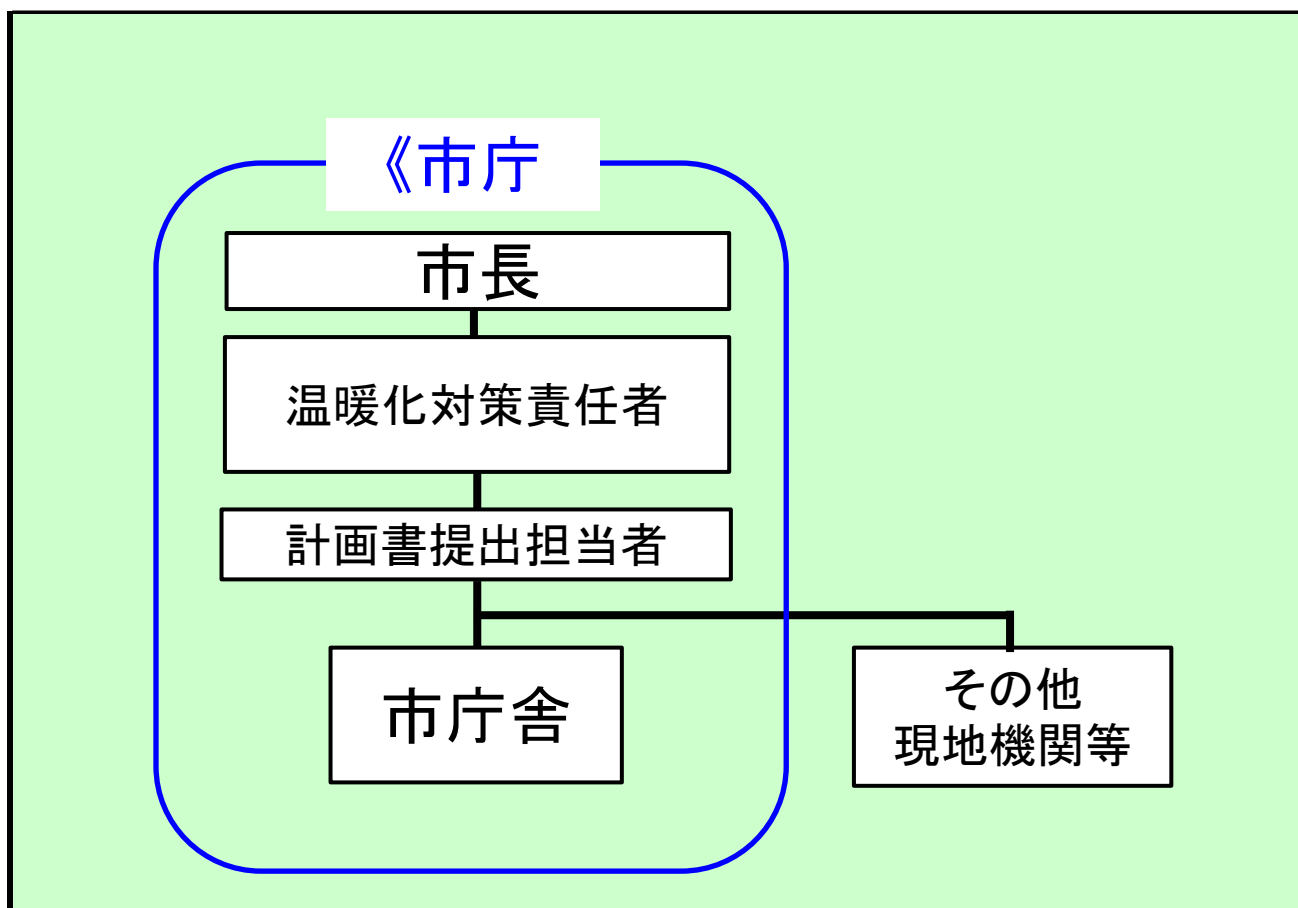 《市庁
市長
温暖化対策責任者
計画書提出担当者
市庁舎
その他
現地機関等